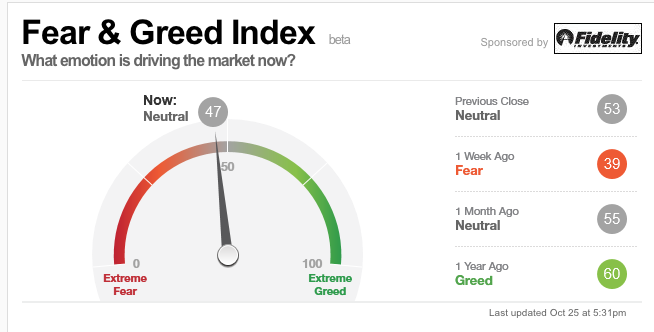 Fear & Greed Index beta
Sponsored by Fidelity INVESTMENTS
What emotion is driving the market now?
Now:
Neutral 47
50
0
100
Extreme
Fear
Extreme
Greed
Previous Close
Neutral
53
1 Week Ago
Fear
39
1 Month Ago
Neutral
55
1 Year Ago
Greed
60
Last updated Oct 25 at 5:31pm